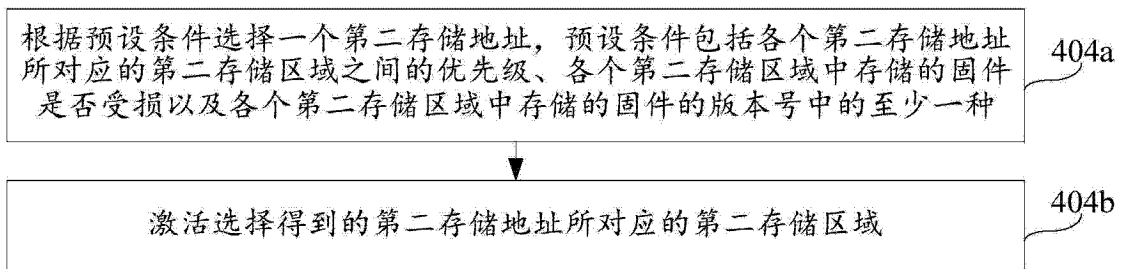 根据预设条件选择一个第二存储地址，预设条件包括各个第二存储地址
所对应的第二存储区域之间的优先级、各个第二存储区域中存储的固件
是否受损以及各个第二存储区域中存储的固件的版本号中的至少一种
404a
激活选择得到的第二存储地址所对应的第二存储区域
404b